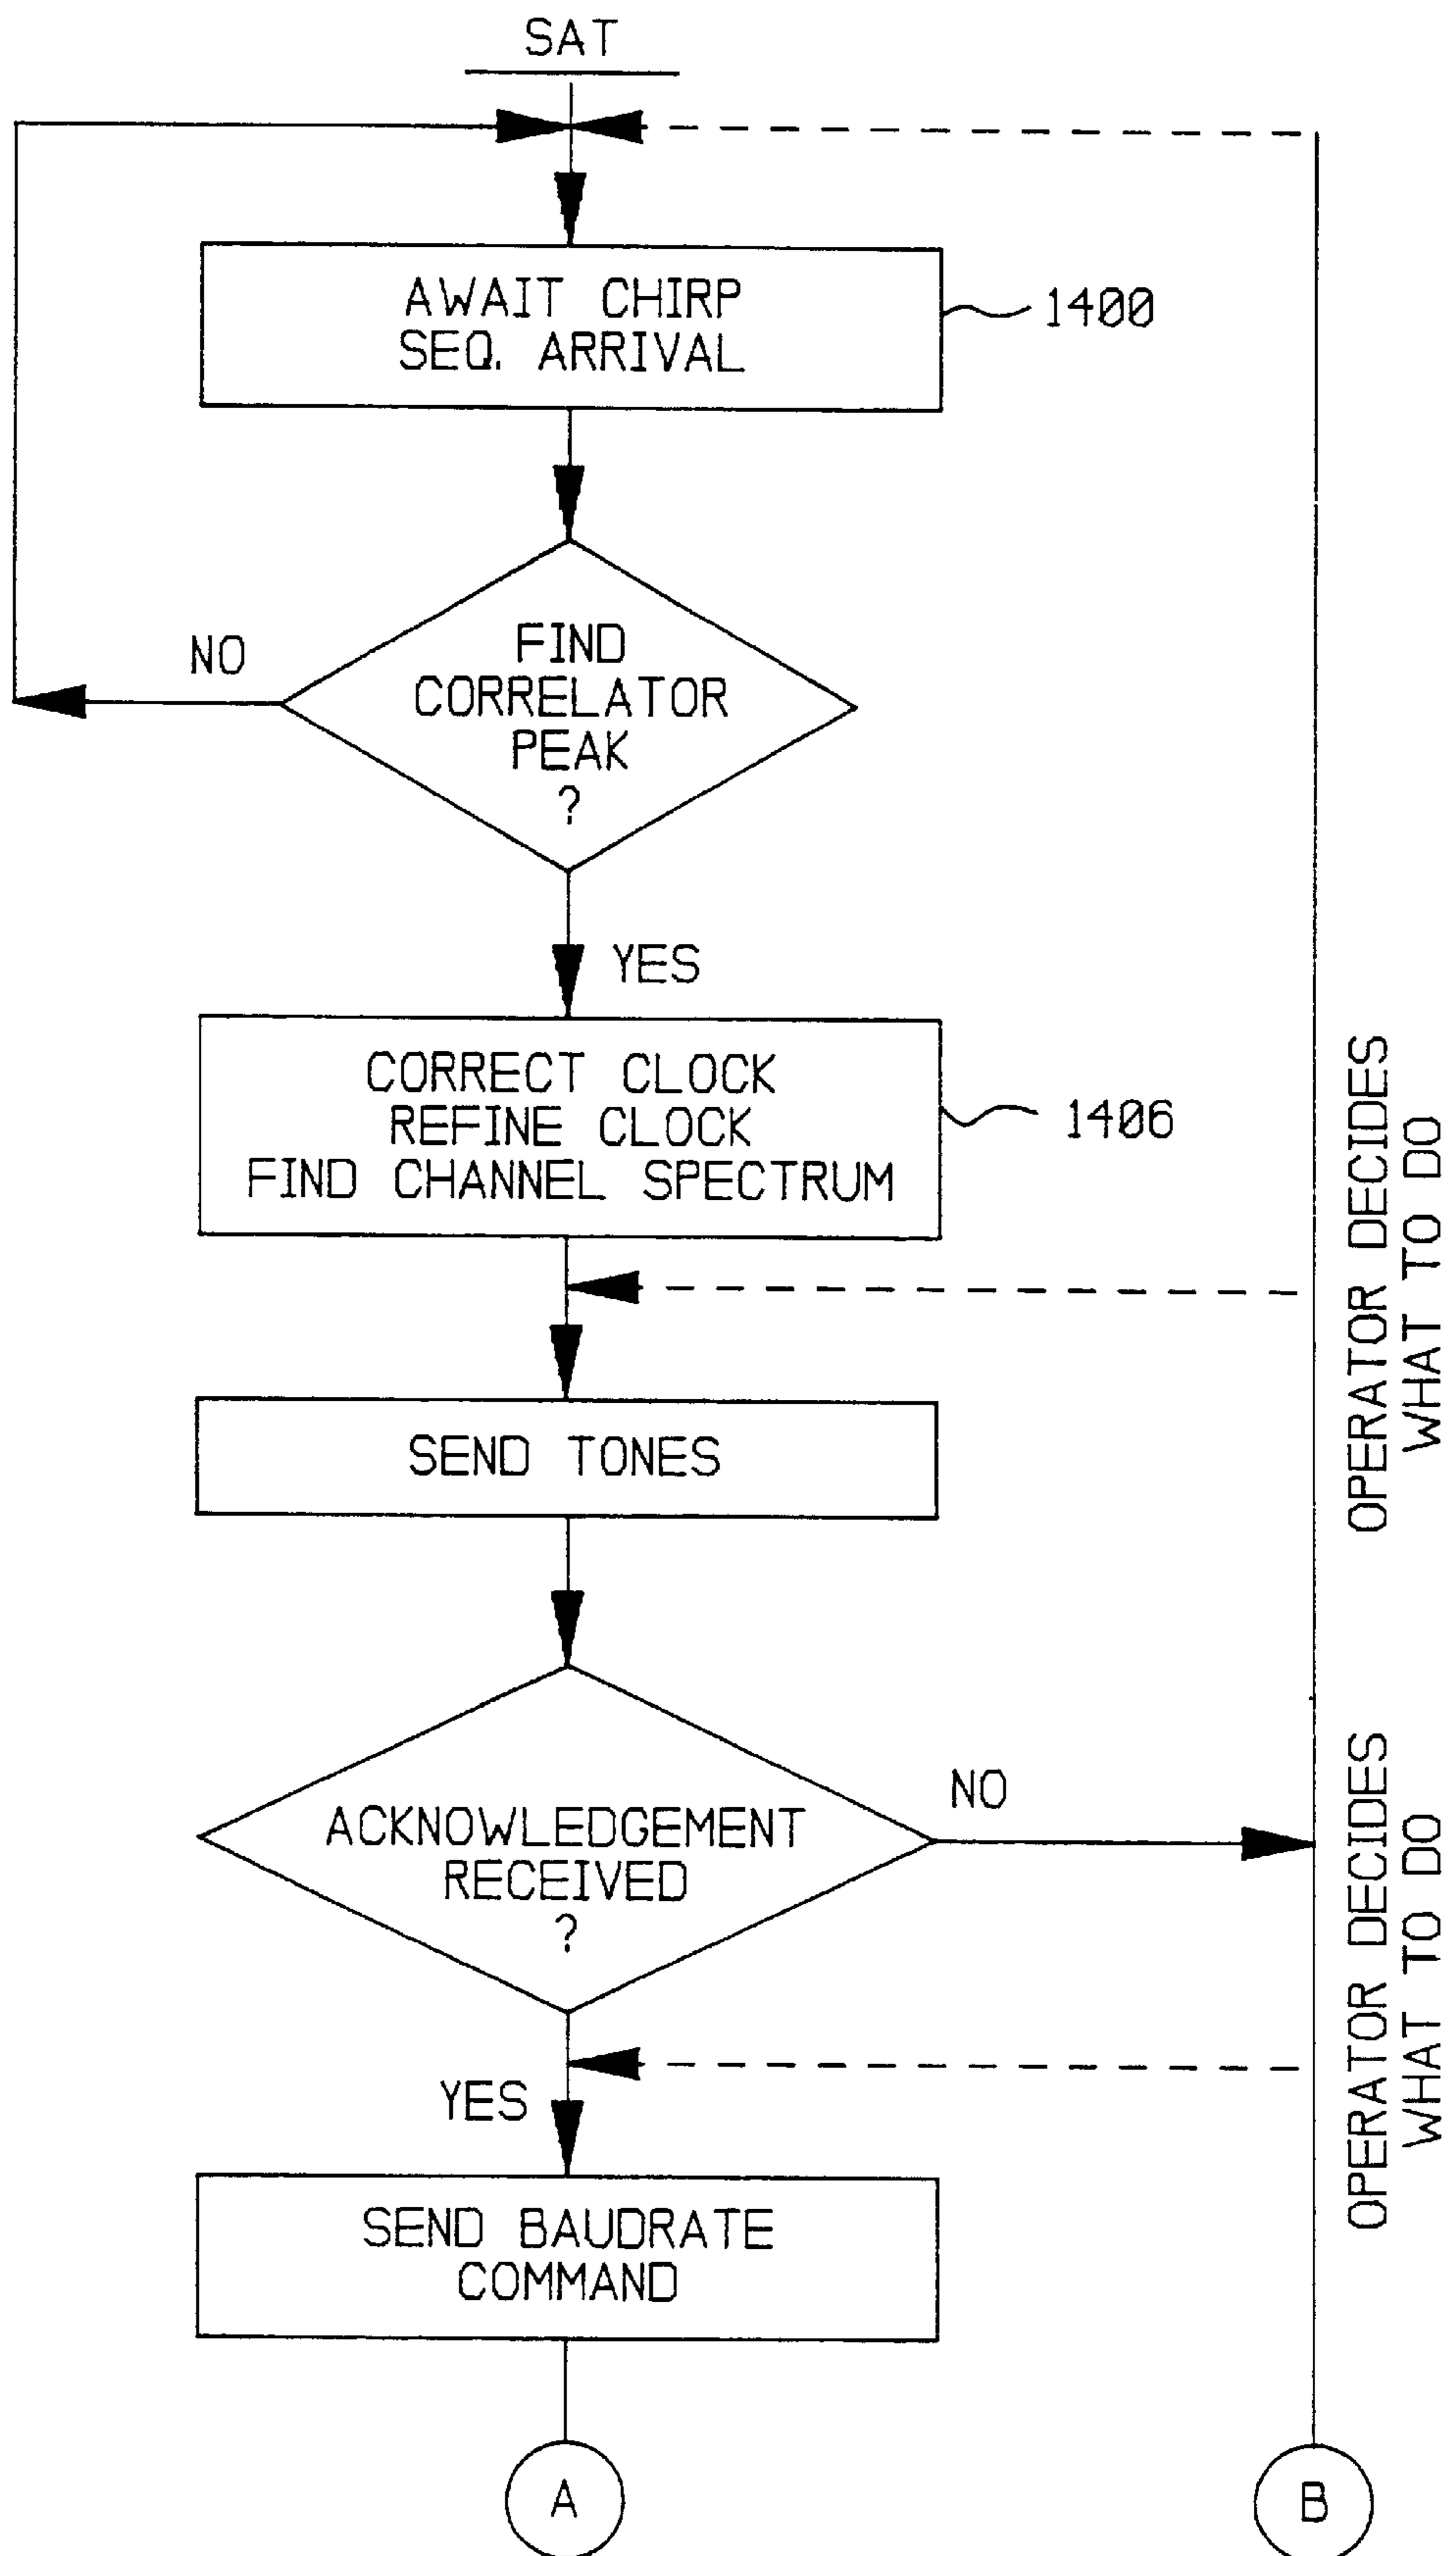 SAT
AWAIT CHIRP
SEQ. ARRIVAL
1400
FIND
CORRELATOR
PEAK
?
NO
YES
CORRECT CLOCK
REFINE CLOCK
FIND CHANNEL SPECTRUM
1406
OPERATOR DECIDES
WHAT TO DO
SEND TONES
ACKNOWLEDGEMENT
RECEIVED
?
NO
YES
OPERATOR DECIDES
WHAT TO DO
SEND BAUDRATE
COMMAND
A
B